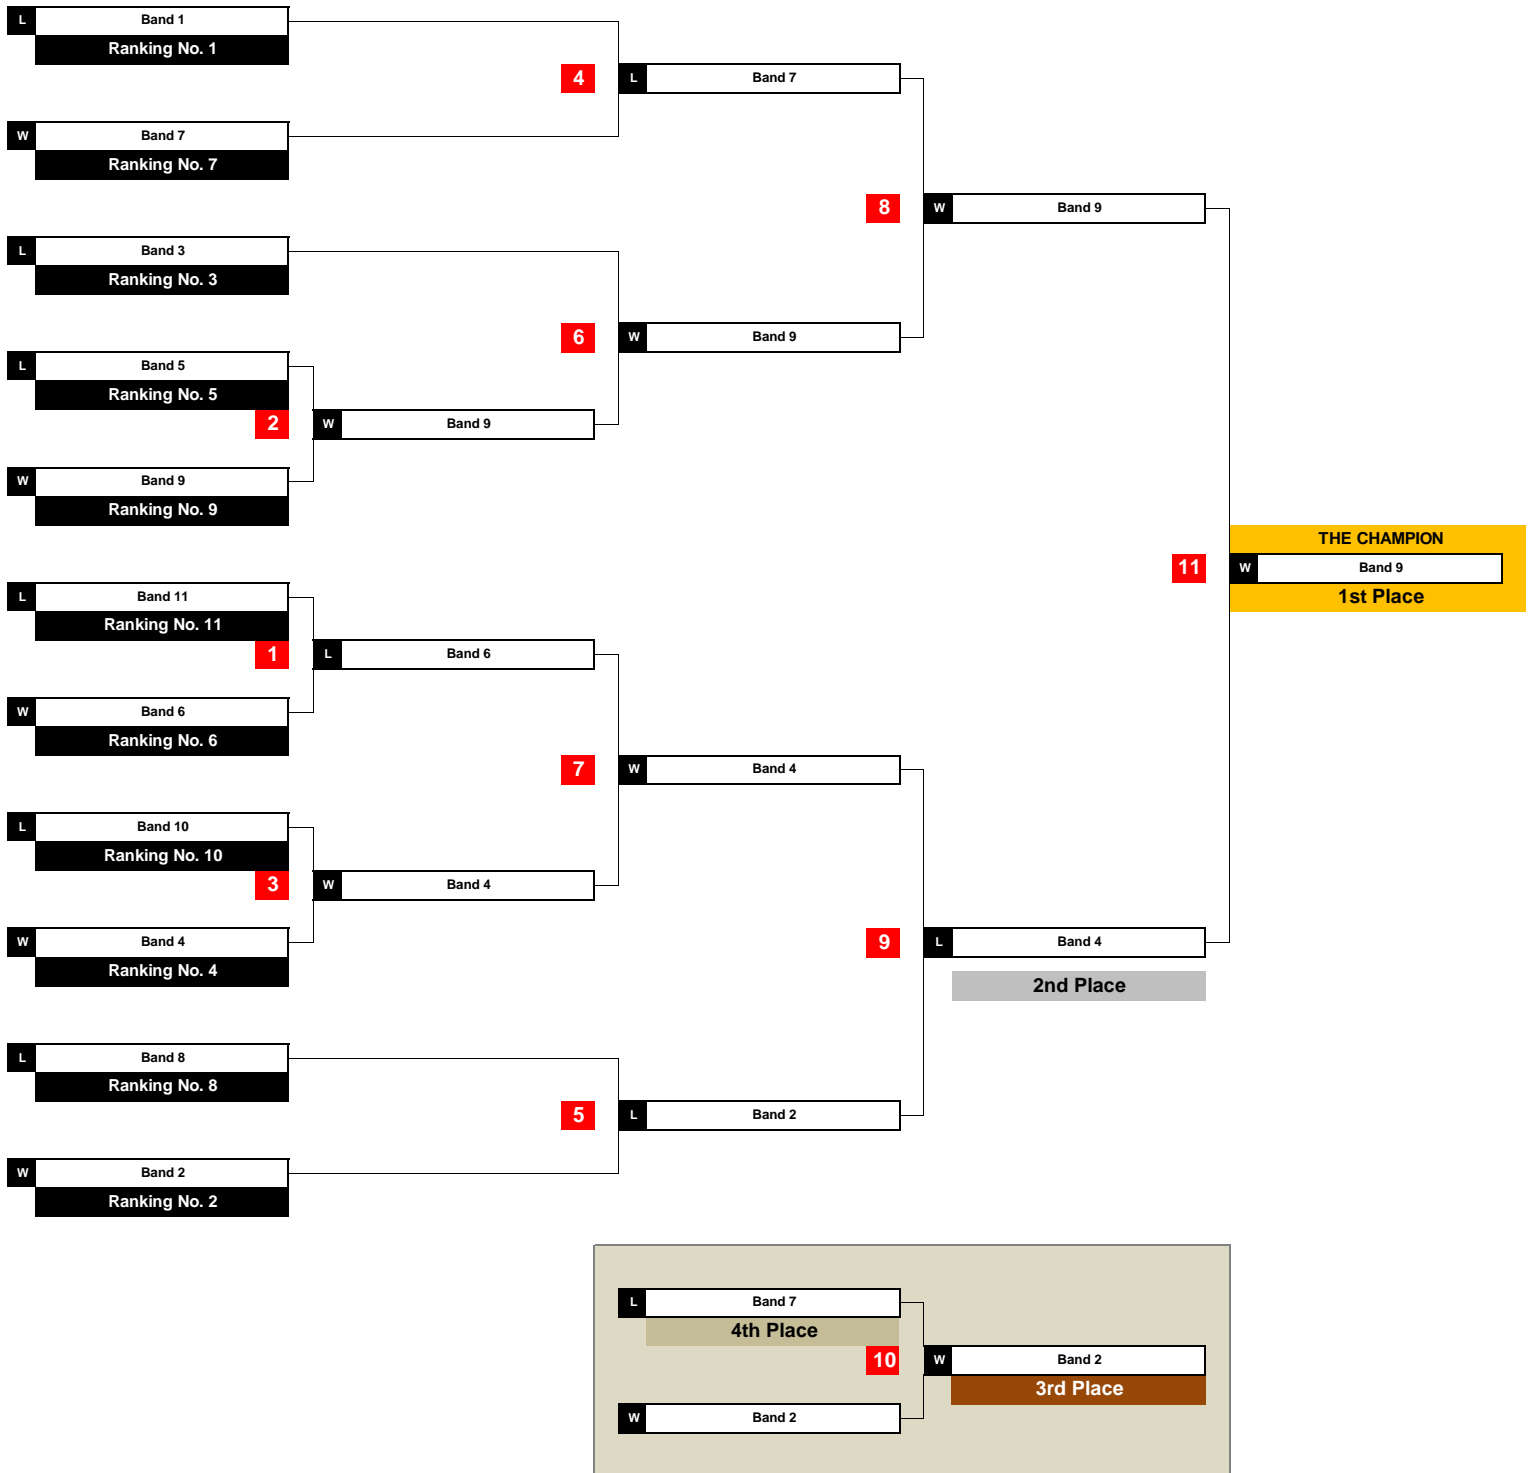 L Band 1
Ranking No. 1
4 L Band 7
W Band 7
Ranking No. 7
8 W Band 9
L Band 3
Ranking No. 3
6 W Band 9
L Band 5
Ranking No. 5
2 W Band 9
W Band 9
Ranking No. 9
THE CHAMPION
11 W Band 9
1st Place
L Band 11
Ranking No. 11
1 L Band 6
W Band 6
Ranking No. 6
7 W Band 4
L Band 10
Ranking No. 10
3 W Band 4
W Band 4
Ranking No. 4
9 L Band 4
2nd Place
L Band 8
Ranking No. 8
5 L Band 2
W Band 2
Ranking No. 2
L Band 7
4th Place
10 W Band 2
3rd Place
W Band 2